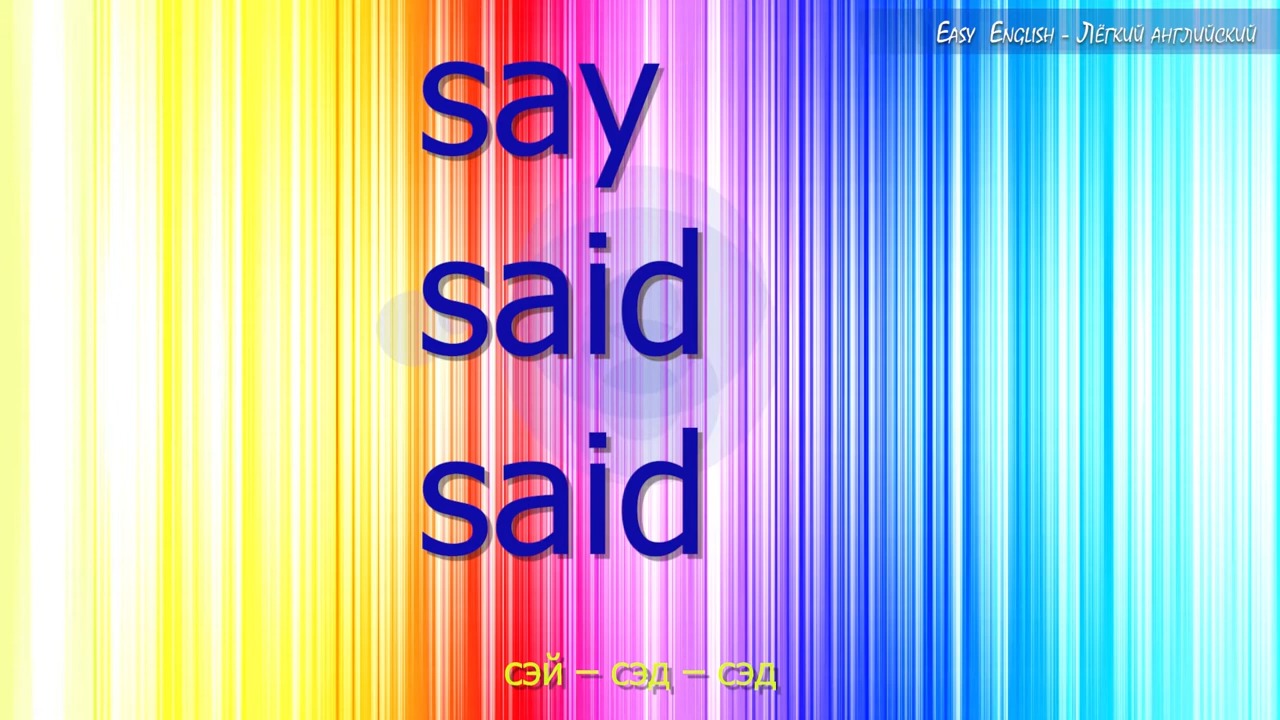 Easy English - Лёгкий английский
say
said
said
сэй – сэд – сэд